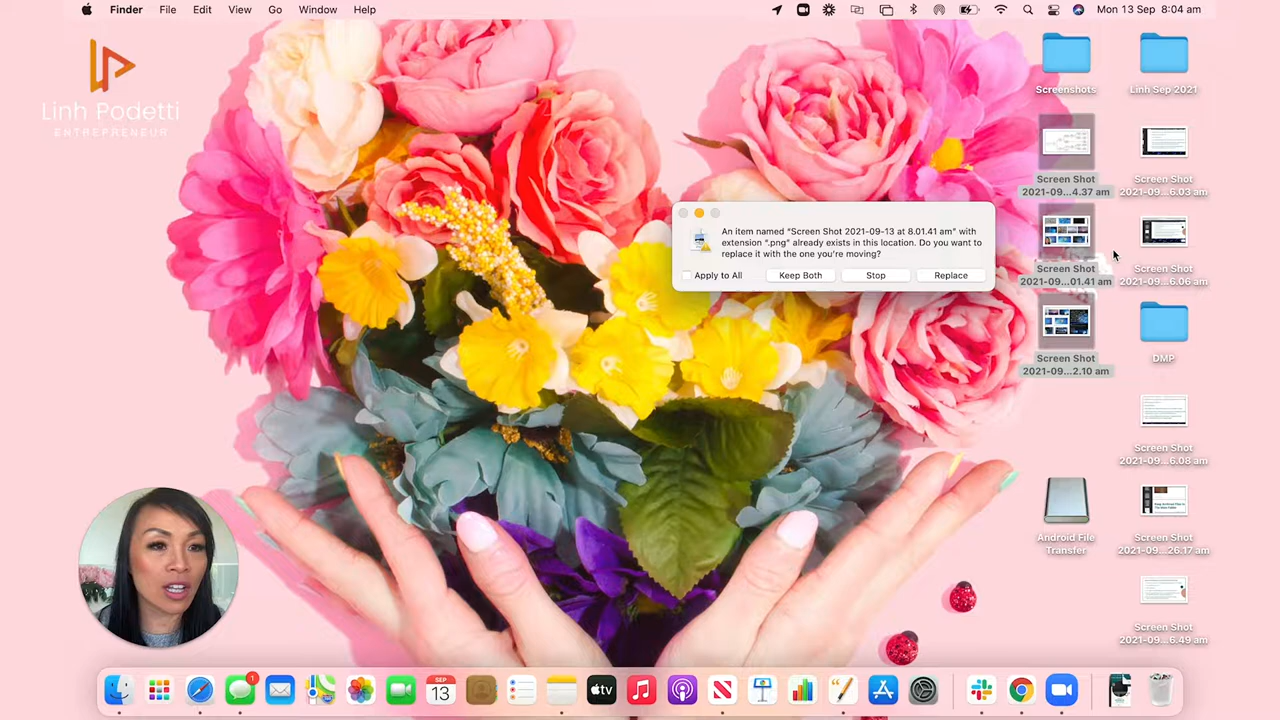 Finder File Edit View Go Window Help
Mon 13 Sep 8:04 am
Linh Podetti
ENTREPRENEUR
Screenshots
Linh Sep 2021
Screen Shot
2021-09...4.37 am
Screen Shot
2021-09...6.03 am
An item named “Screen Shot 2021-09-13 at 8.01.41 am” with
extension “.png” already exists in this location. Do you want to
replace it with the one you’re moving?
Apply to All
Keep Both
Stop
Replace
Screen Shot
2021-09...01.41 am
Screen Shot
2021-09...6.06 am
Screen Shot
2021-09...2.10 am
DMP
Screen Shot
2021-09...6.08 am
Android File
Transfer
Screen Shot
2021-09...26.17 am
Screen Shot
2021-09...6.49 am
1
SEP
13
tv